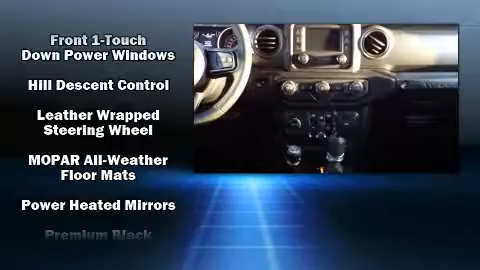 Front 1-Touch
Down Power Windows
Hill Descent Control
Leather Wrapped
Steering Wheel
MOPAR All-Weather
Floor Mats
Power Heated Mirrors
Premium Black